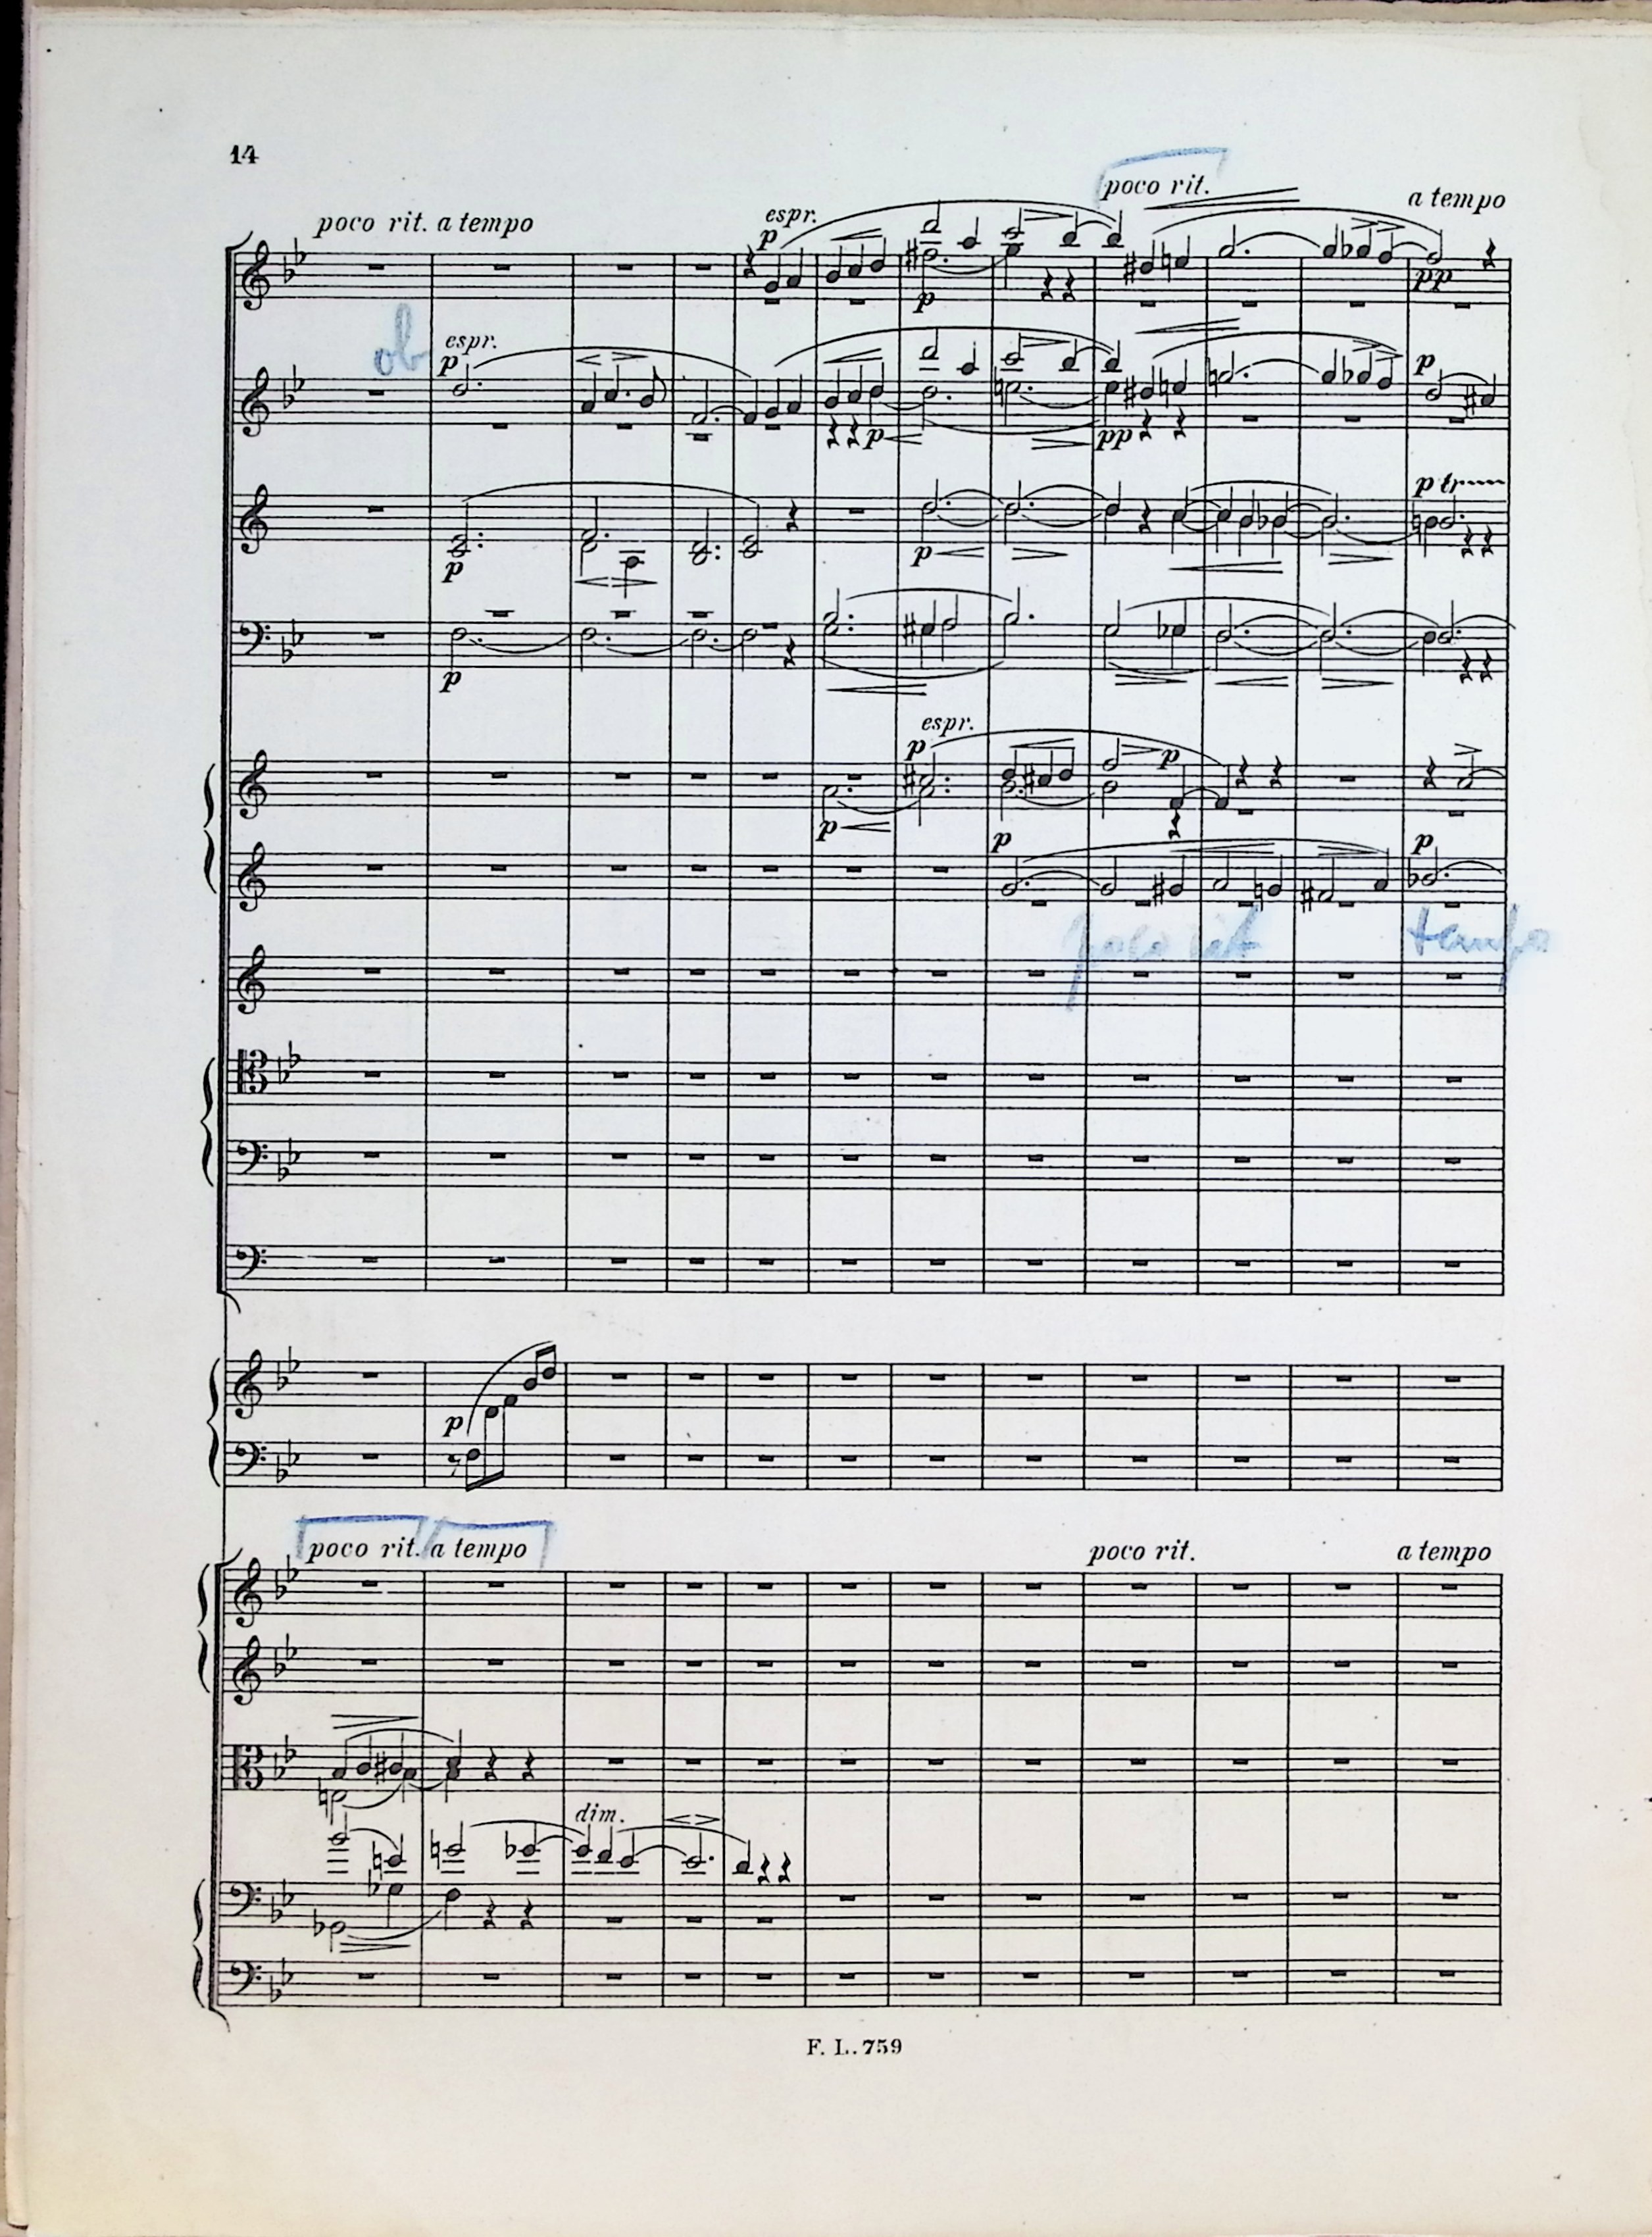 14
poco rit. a tempo espr. poco rit. a tempo
p
p pp
ob espr.
p p
p pp
p tr
p p
p
espr.
p p
p
p p
poco rit tempo
p
poco rit. a tempo poco rit. a tempo
dim.
F. L. 759